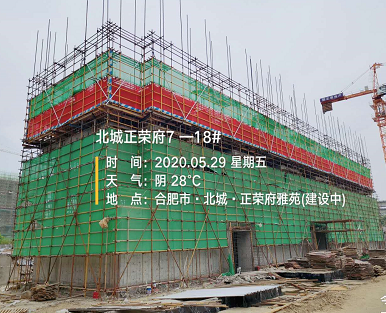 北城正荣府7—18#
时 间：2020.05.29 星期五
天 气：阴 28℃
地 点：合肥市·北城·正荣府雅苑(建设中)